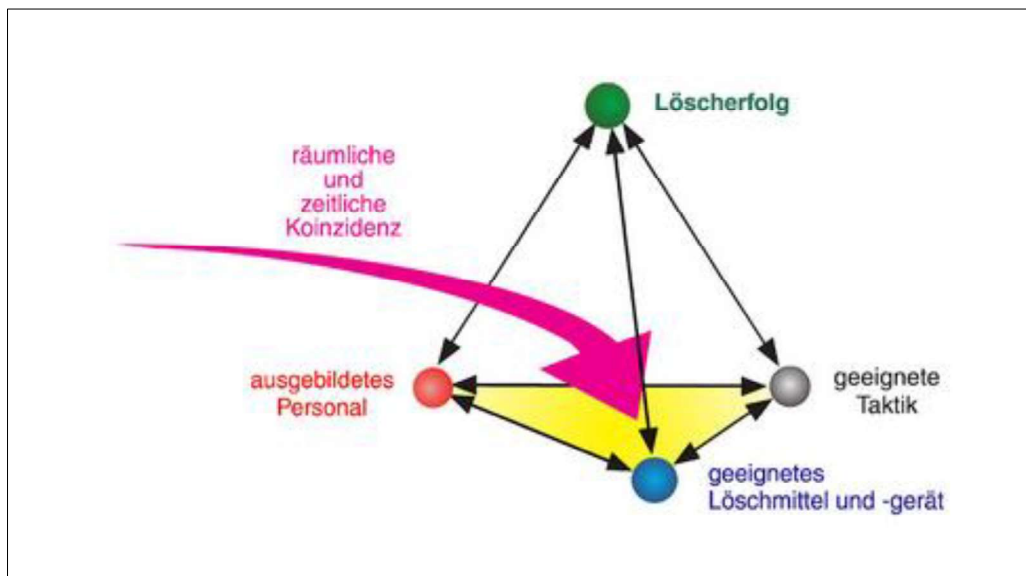 Löscherfolg
räumliche
und
zeitliche
Koinzidenz
ausgebildetes
Personal
geeignete
Taktik
geeignetes
Löschmittel und -gerät